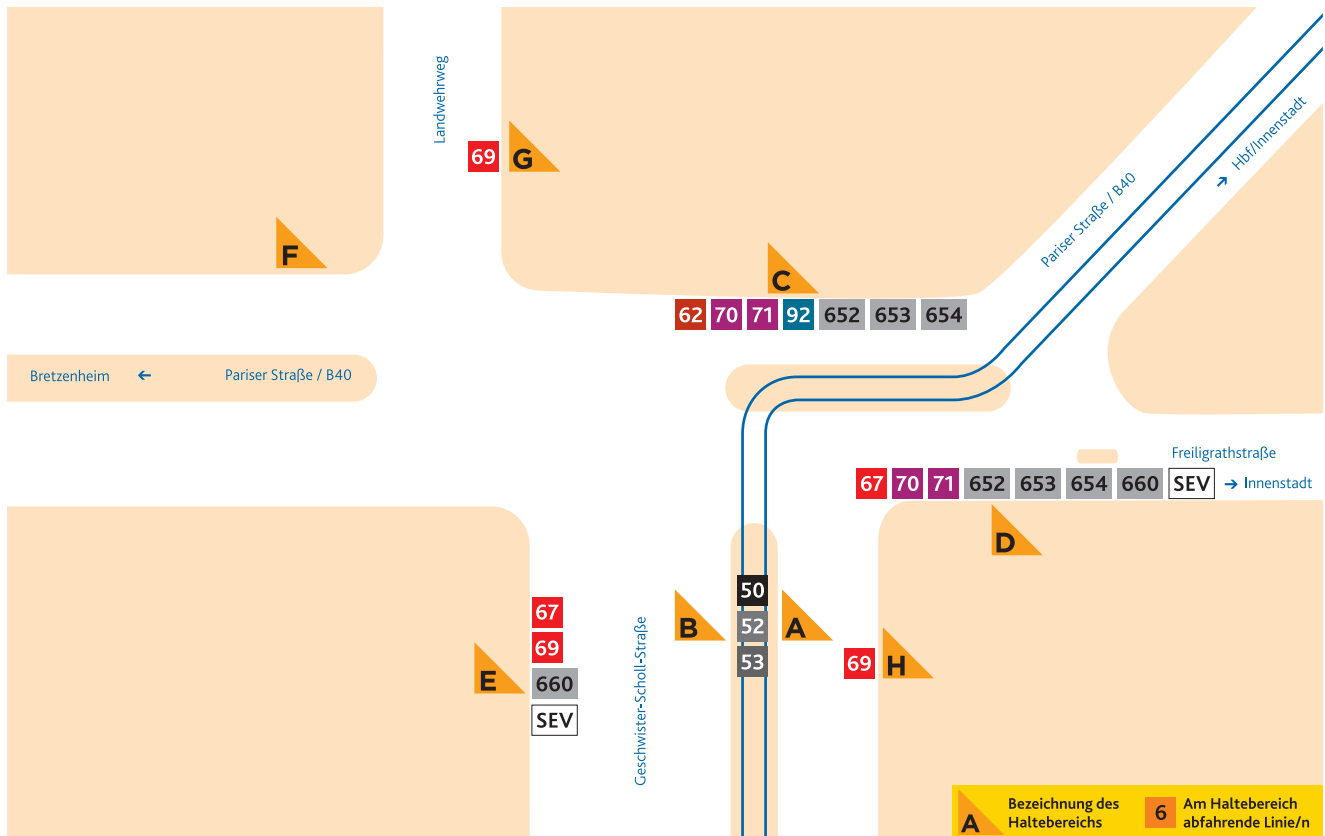 Landwehrweg
69
G
F
C
62 70 71 92 652 653 654
Pariser Straße / B40
→ Hbf/Innenstadt
Bretzenheim ← Pariser Straße / B40
Freiligrathstraße
67 70 71 652 653 654 660 SEV → Innenstadt
D
67
69
660
SEV
E
Geschwister-Scholl-Straße
B
50
52
53
A
69
H
A
Bezeichnung des
Haltebereichs
6
Am Haltebereich
abfahrende Linie/n